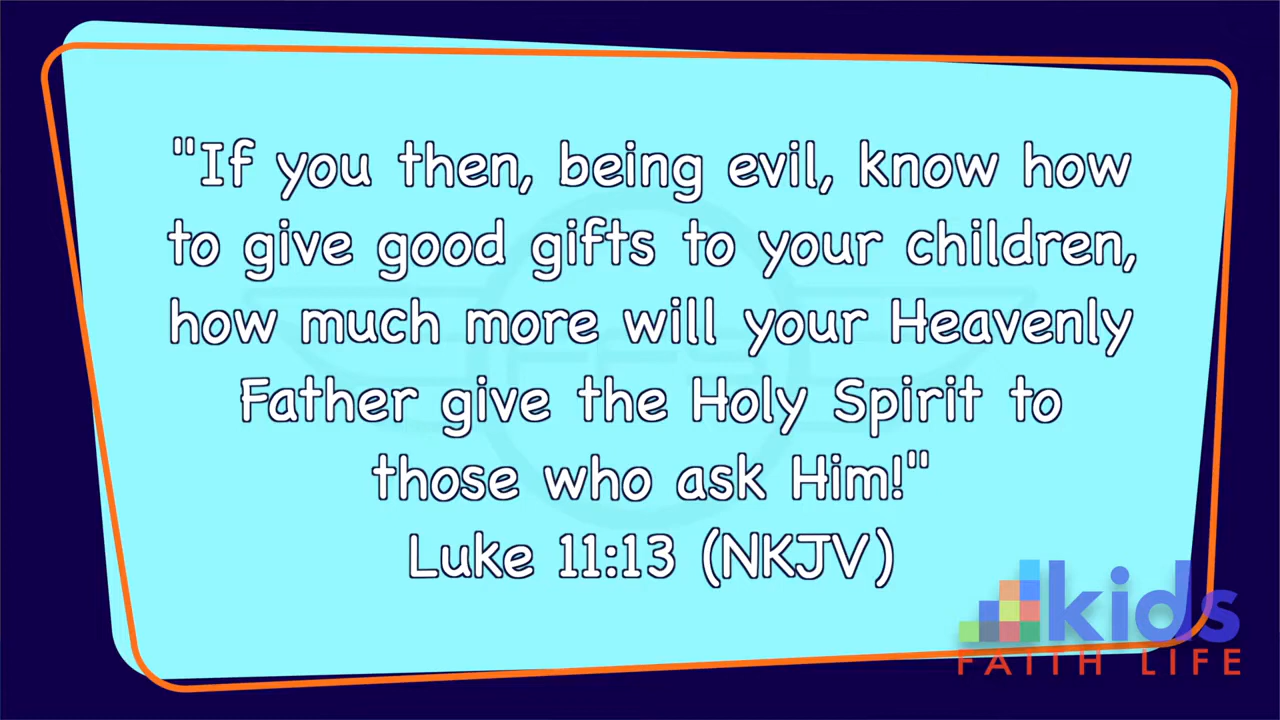 "If you then, being evil, know how
to give good gifts to your children,
how much more will your Heavenly
Father give the Holy Spirit to
those who ask Him!"
Luke 11:13 (NKJV)
kids
FAITH LIFE